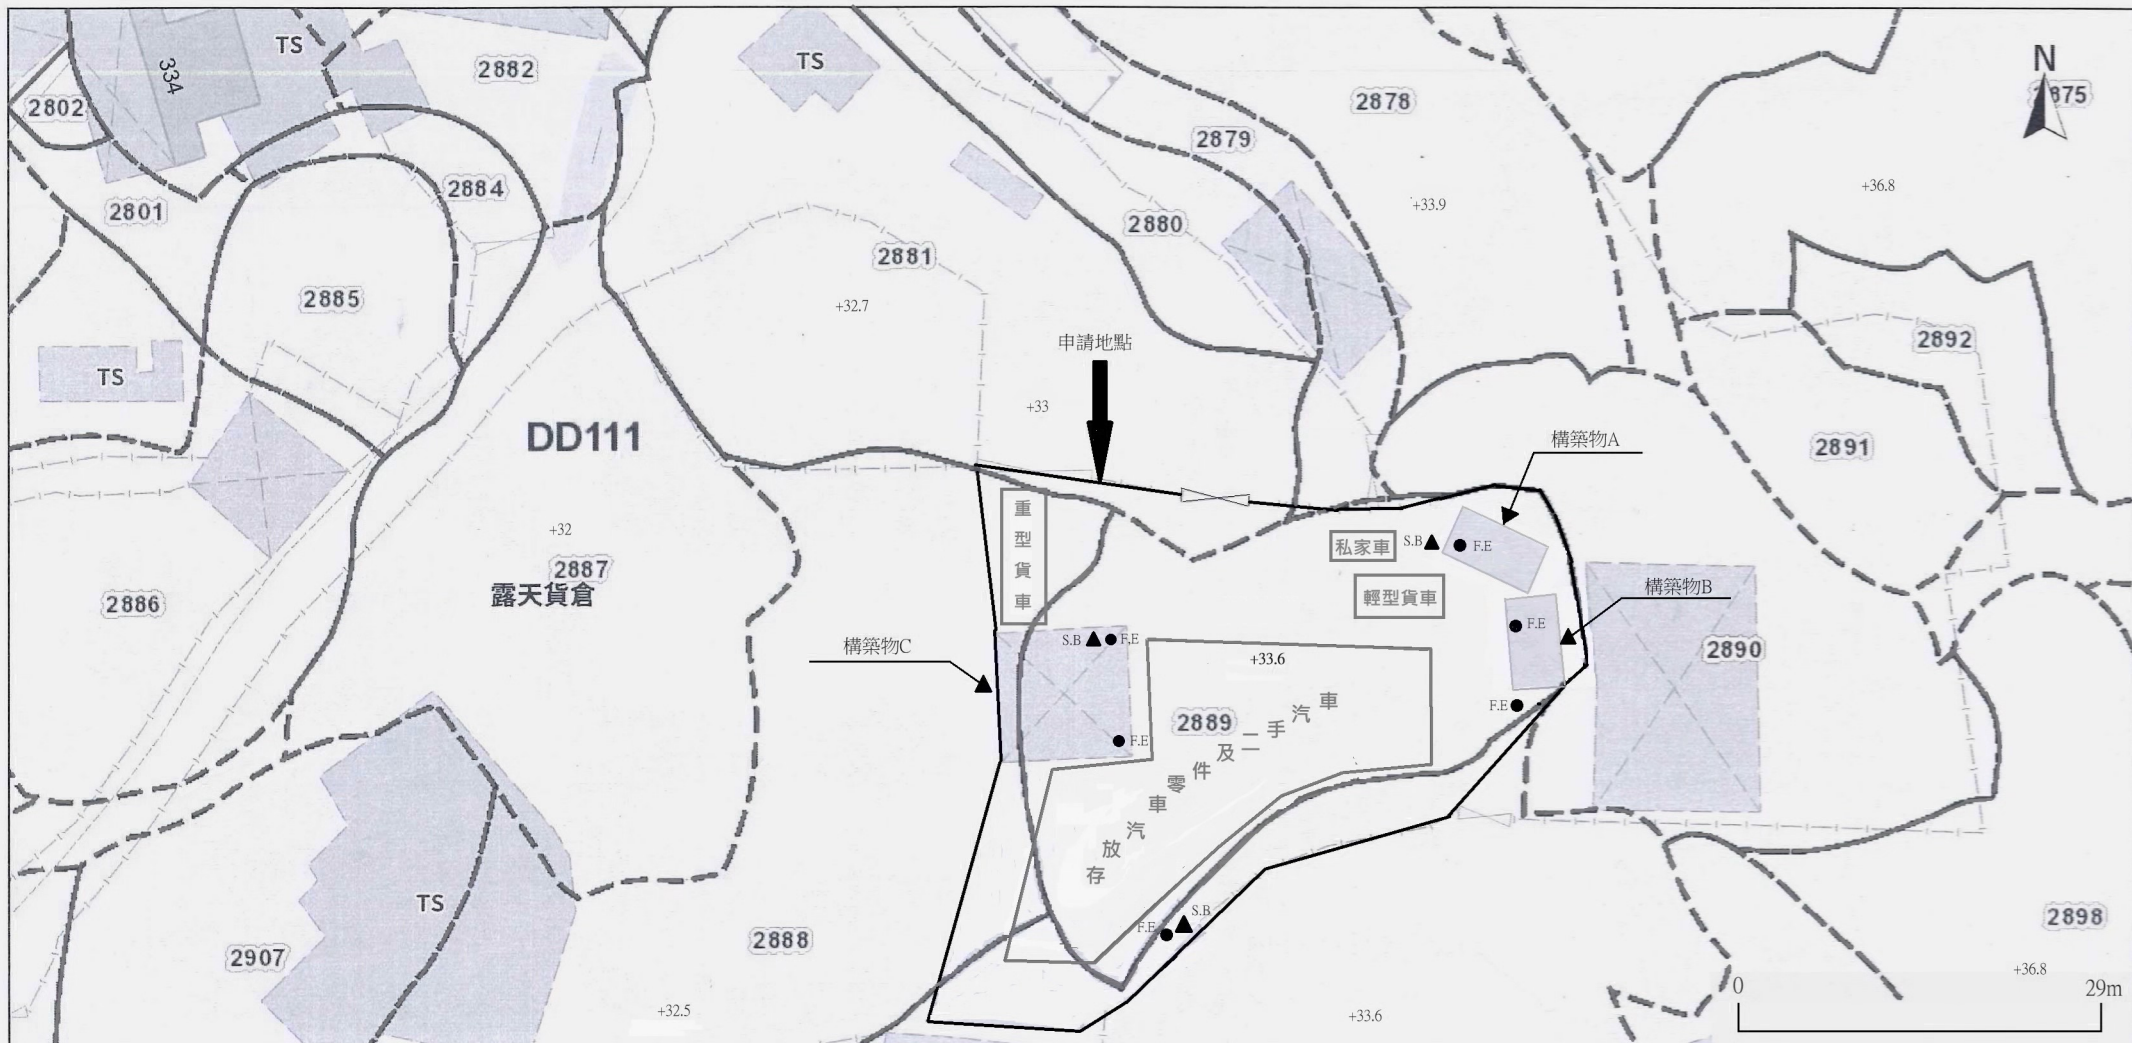 334
TS
2882
TS
2878
N
2875
2802
2879
2884
2801
+36.8
+33.9
2880
2881
2885
+32.7
申請地點
2892
TS
+33
DD111
構築物A
2891
+32
重型貨車
私家車
S.B
F.E
2887
露天貨倉
構築物B
2886
輕型貨車
F.E
S.B
F.E
構築物C
+33.6
2890
F.E
2889
F.E
存放汽車零件及二手汽車
TS
S.B
F.E
2898
2888
2907
+36.8
0
29m
+32.5
+33.6